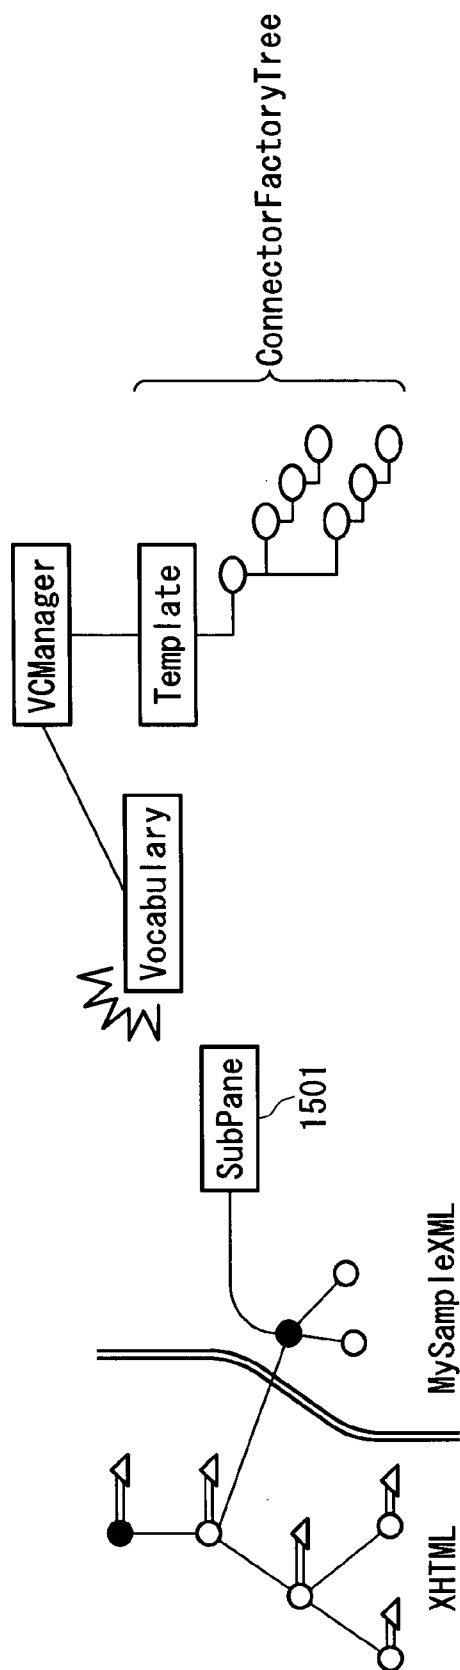 XHTML
MySampleXML
SubPane
1501
Vocabulary
VCManager
Template
ConnectorFactoryTree